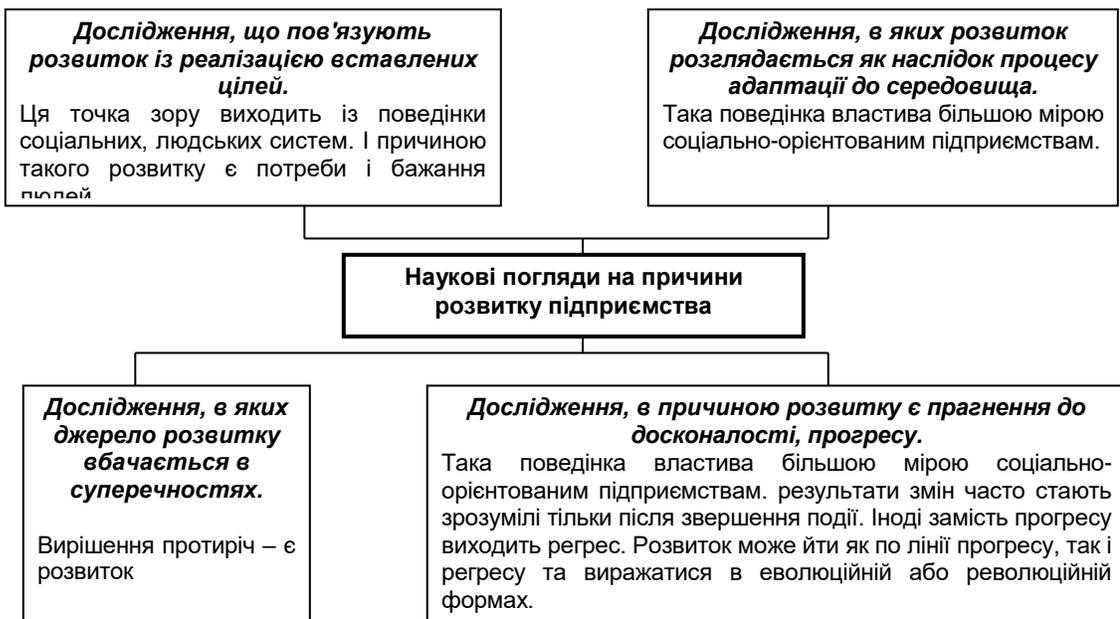 Дослідження, що пов'язують
розвиток із реалізацією вставлених
цілей.
Ця точка зору виходить із поведінки
соціальних, людських систем. І причиною
такого розвитку є потреби і бажання
людей
Дослідження, в яких розвиток
розглядається як наслідок процесу
адаптації до середовища.
Така поведінка властива більшою мірою
соціально-орієнтованим підприємствам.
Наукові погляди на причини
розвитку підприємства
Дослідження, в яких
джерело розвитку
вбачається в
суперечностях.
Вирішення протиріч – є
розвиток
Дослідження, в причиною розвитку є прагнення до
досконалості, прогресу.
Така поведінка властива більшою мірою соціально-
орієнтованим підприємствам. результати змін часто стають
зрозумілі тільки після звершення події. Іноді замість прогресу
виходить регрес. Розвиток може йти як по лінії прогресу, так і
регресу та виражатися в еволюційній або революційній
формах.